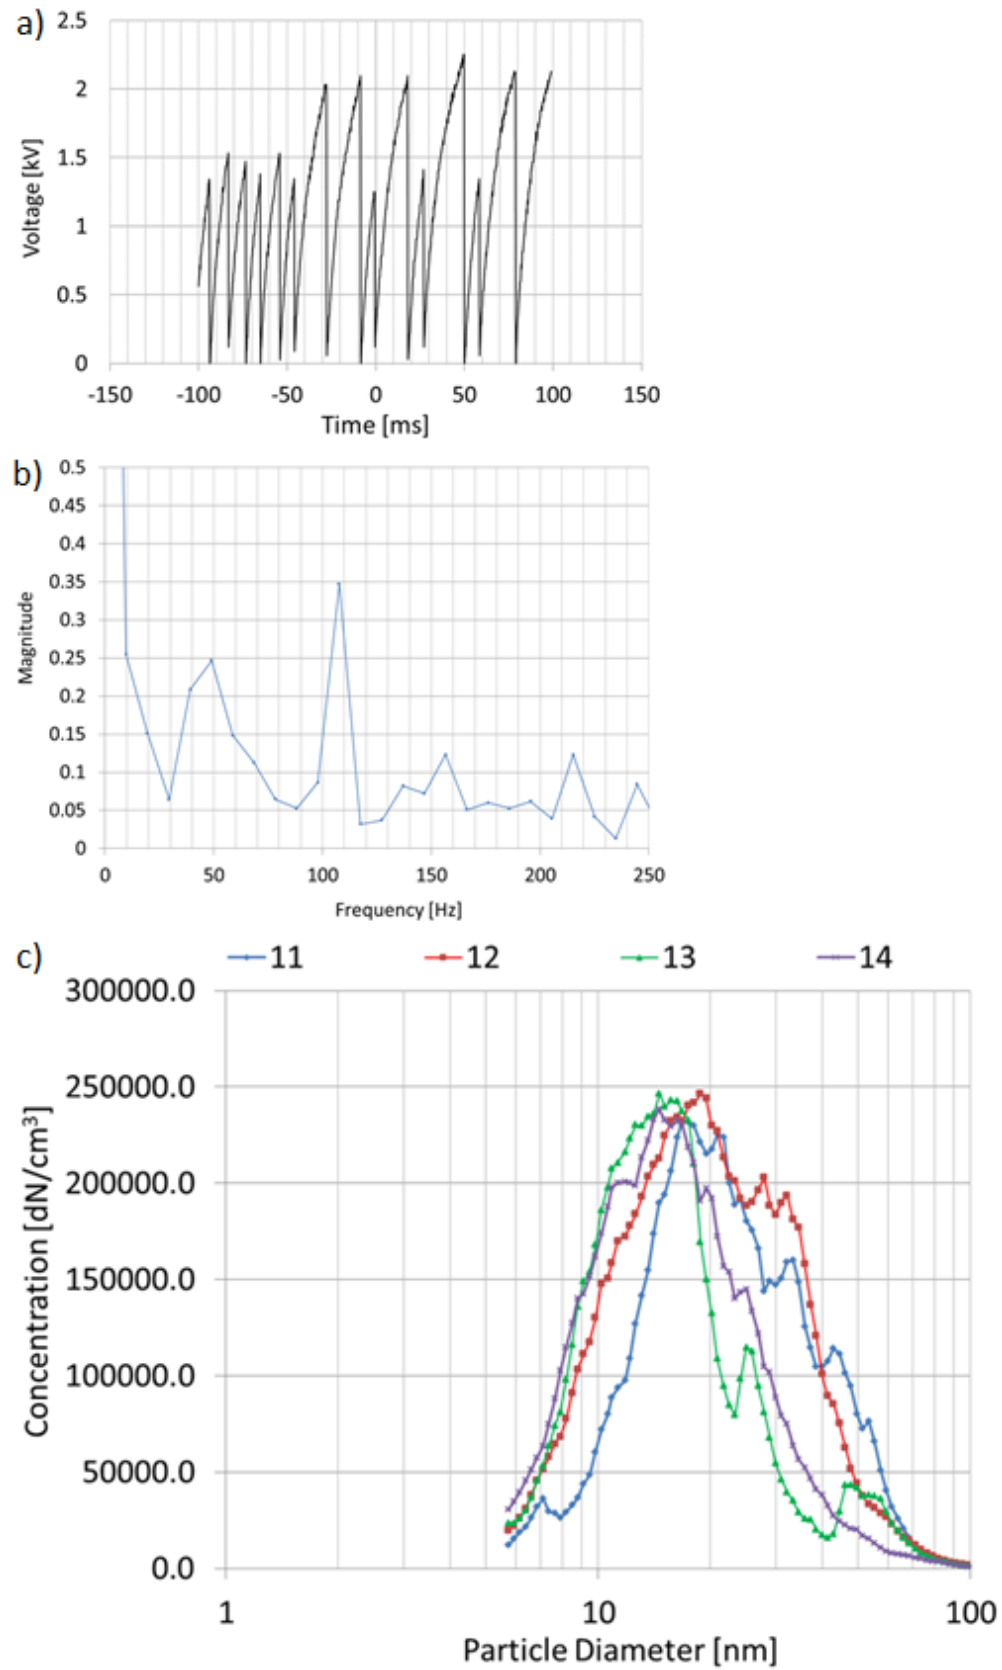 a)
2.5
2
1.5
1
0.5
0
Voltage [kV]
-150 -100 -50 0 50 100 150
Time [ms]
b)
0.5
0.45
0.4
0.35
0.3
0.25
0.2
0.15
0.1
0.05
0
Magnitude
0 50 100 150 200 250
Frequency [Hz]
c)
11 12 13 14
300000.0
250000.0
200000.0
150000.0
100000.0
50000.0
0.0
Concentration [dN/cm³]
1 10 100
Particle Diameter [nm]